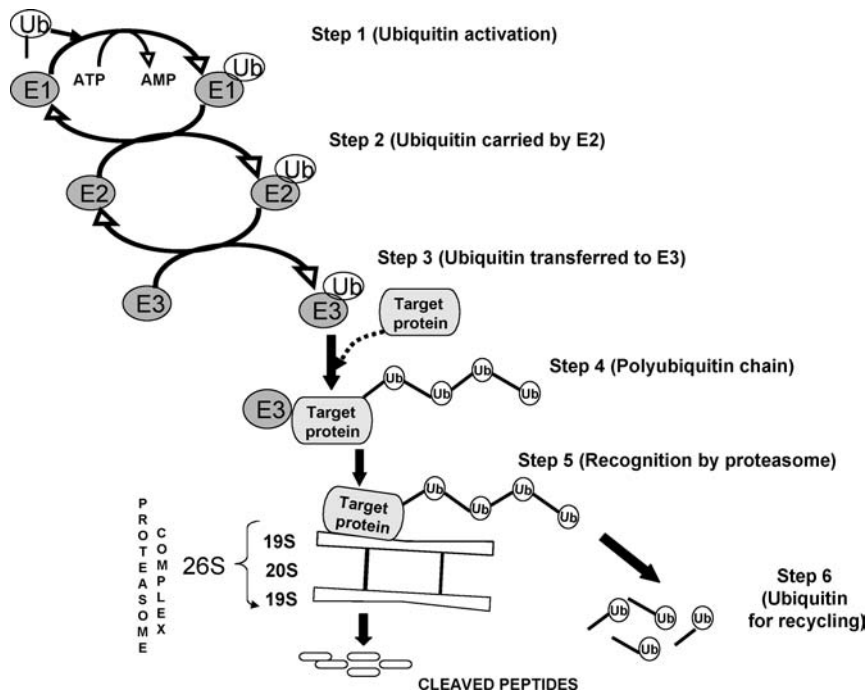 Ub
Step 1 (Ubiquitin activation)
ATP
AMP
Ub
E1
E1
Step 2 (Ubiquitin carried by E2)
Ub
E2
E2
Step 3 (Ubiquitin transferred to E3)
Ub
E3
E3
Target
protein
Step 4 (Polyubiquitin chain)
Ub
Ub
Ub
Ub
E3
Target
protein
Step 5 (Recognition by proteasome)
Target
protein
Ub
Ub
Ub
Ub
PROTEASOME
COMPLEX
26S
19S
20S
19S
Step 6
(Ubiquitin
for recycling)
Ub
Ub
Ub
Ub
CLEAVED PEPTIDES